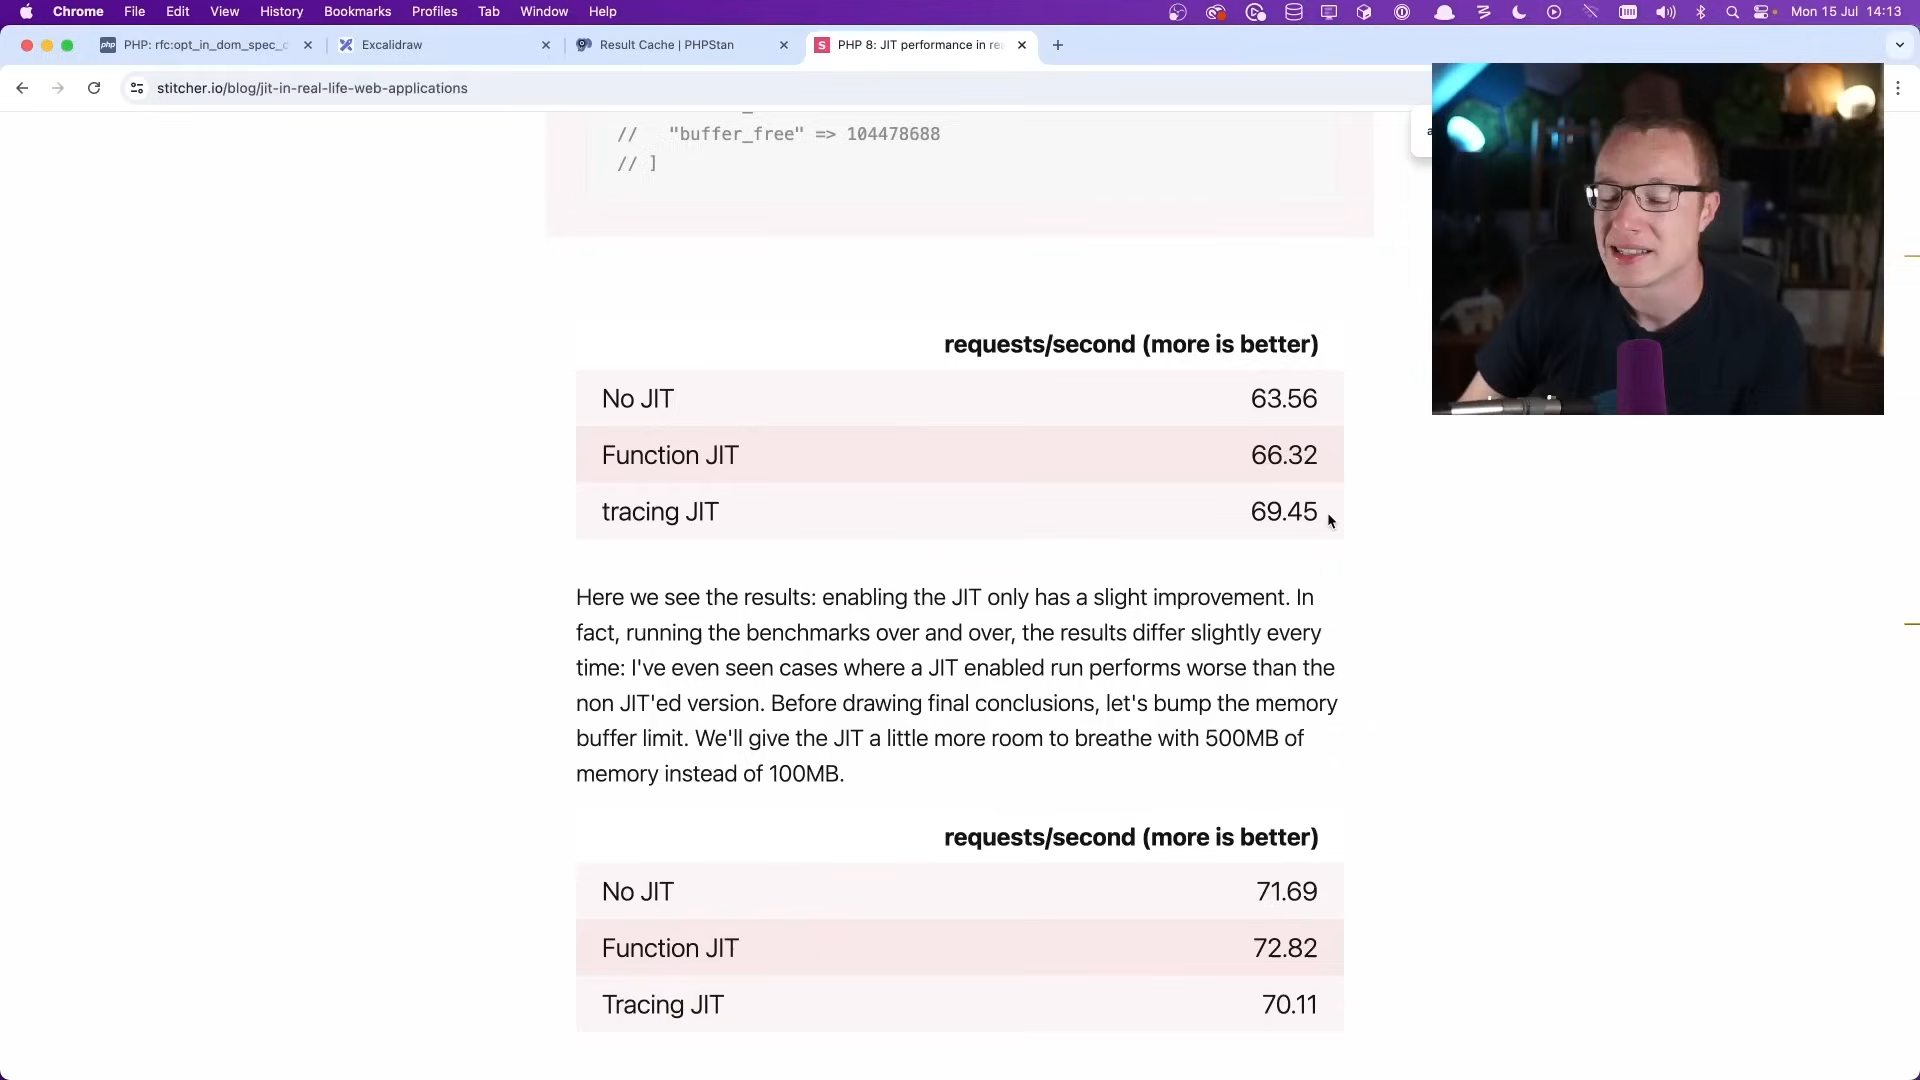 Chrome File Edit View History Bookmarks Profiles Tab Window Help Mon 15 Jul 14:13
PHP: rfc:opt_in_dom_spec_ Excalidraw Result Cache | PHPStan PHP 8: JIT performance in re
stitcher.io/blog/jit-in-real-life-web-applications
// "buffer_free" => 104478688
// ]
requests/second (more is better)
No JIT 63.56
Function JIT 66.32
tracing JIT 69.45
Here we see the results: enabling the JIT only has a slight improvement. In
fact, running the benchmarks over and over, the results differ slightly every
time: I've even seen cases where a JIT enabled run performs worse than the
non JIT'ed version. Before drawing final conclusions, let's bump the memory
buffer limit. We'll give the JIT a little more room to breathe with 500MB of
memory instead of 100MB.
requests/second (more is better)
No JIT 71.69
Function JIT 72.82
Tracing JIT 70.11